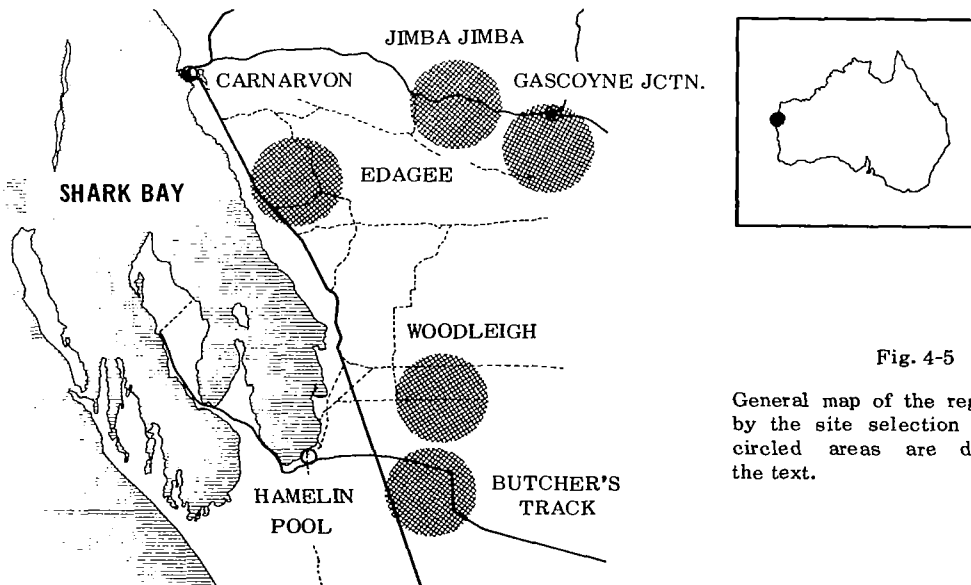 JIMBA JIMBA
CARNARVON
GASCOYNE JCTN.
EDAGEE
SHARK BAY
WOODLEIGH
HAMELIN
POOL
BUTCHER'S
TRACK
Fig. 4-5
General map of the
by the site selection
circled areas are
the text.